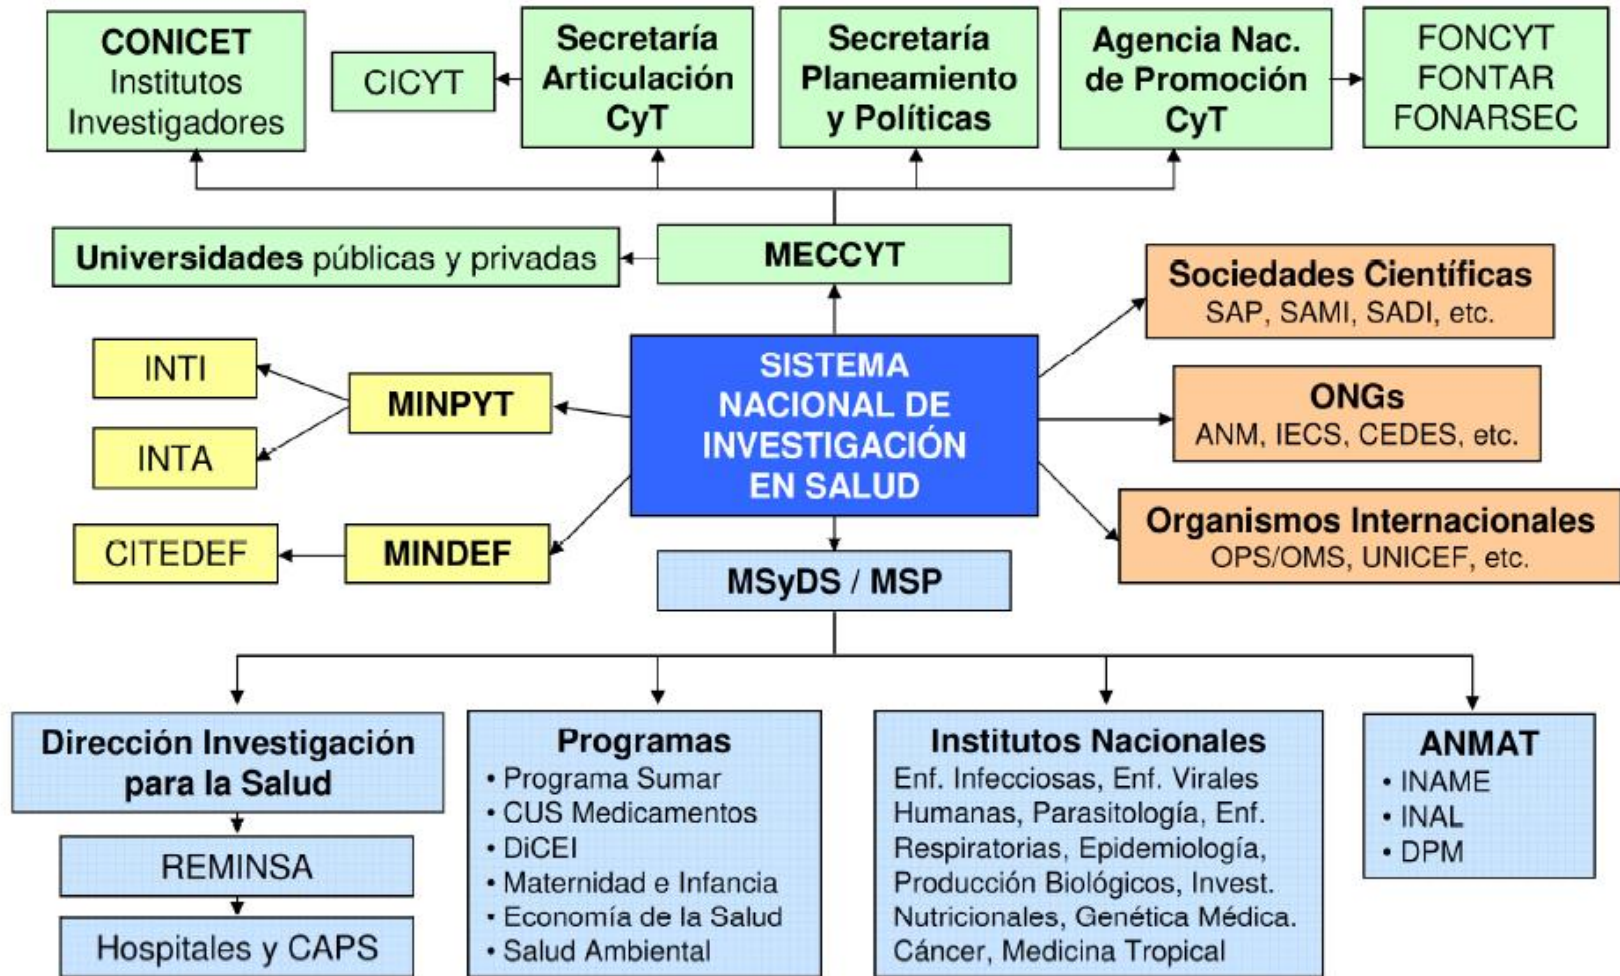 CONICET
Institutos
Investigadores
CICYT
Secretaría
Articulación
CyT
Secretaría
Planeamiento
y Políticas
Agencia Nac.
de Promoción
CyT
FONCYT
FONTAR
FONARSEC
Universidades públicas y privadas
MECCYT
Sociedades Científicas
SAP, SAMI, SADI, etc.
INTI
MINPYT
INTA
SISTEMA
NACIONAL DE
INVESTIGACIÓN
EN SALUD
ONGs
ANM, IECS, CEDES, etc.
CITEDEF
MINDEF
Organismos Internacionales
OPS/OMS, UNICEF, etc.
MSyDS / MSP
Dirección Investigación
para la Salud
REMINSA
Hospitales y CAPS
Programas
• Programa Sumar
• CUS Medicamentos
• DiCEI
• Maternidad e Infancia
• Economía de la Salud
• Salud Ambiental
Institutos Nacionales
Enf. Infecciosas, Enf. Virales
Humanas, Parasitología, Enf.
Respiratorias, Epidemiología,
Producción Biológicos, Invest.
Nutricionales, Genética Médica.
Cáncer, Medicina Tropical
ANMAT
• INAME
• INAL
• DPM